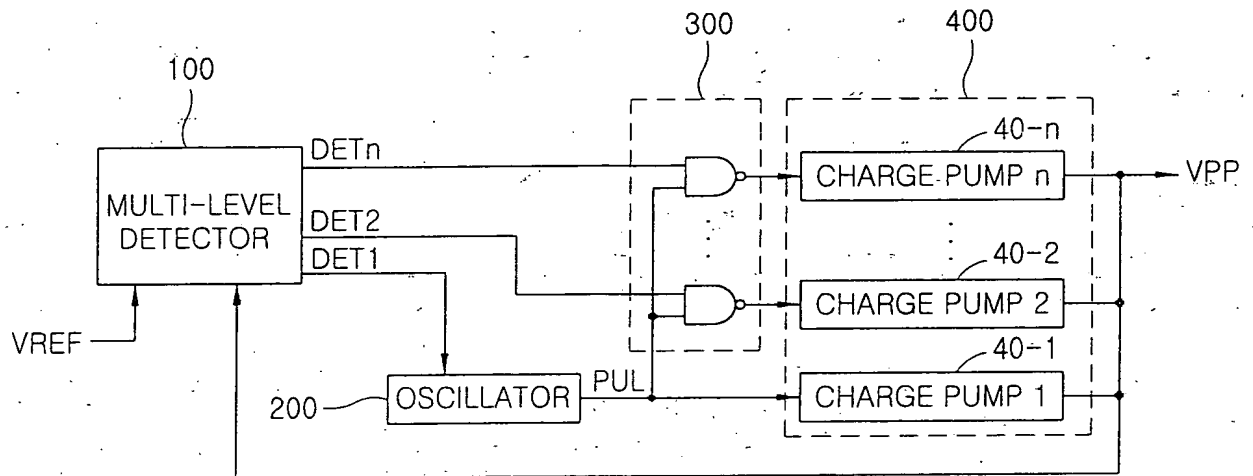 300
400
100
40-n
DETn
CHARGE PUMP n
VPP
MULTI-LEVEL
DETECTOR
DET2
DET1
40-2
CHARGE PUMP 2
VREF
40-1
PUL
200
OSCILLATOR
CHARGE PUMP 1